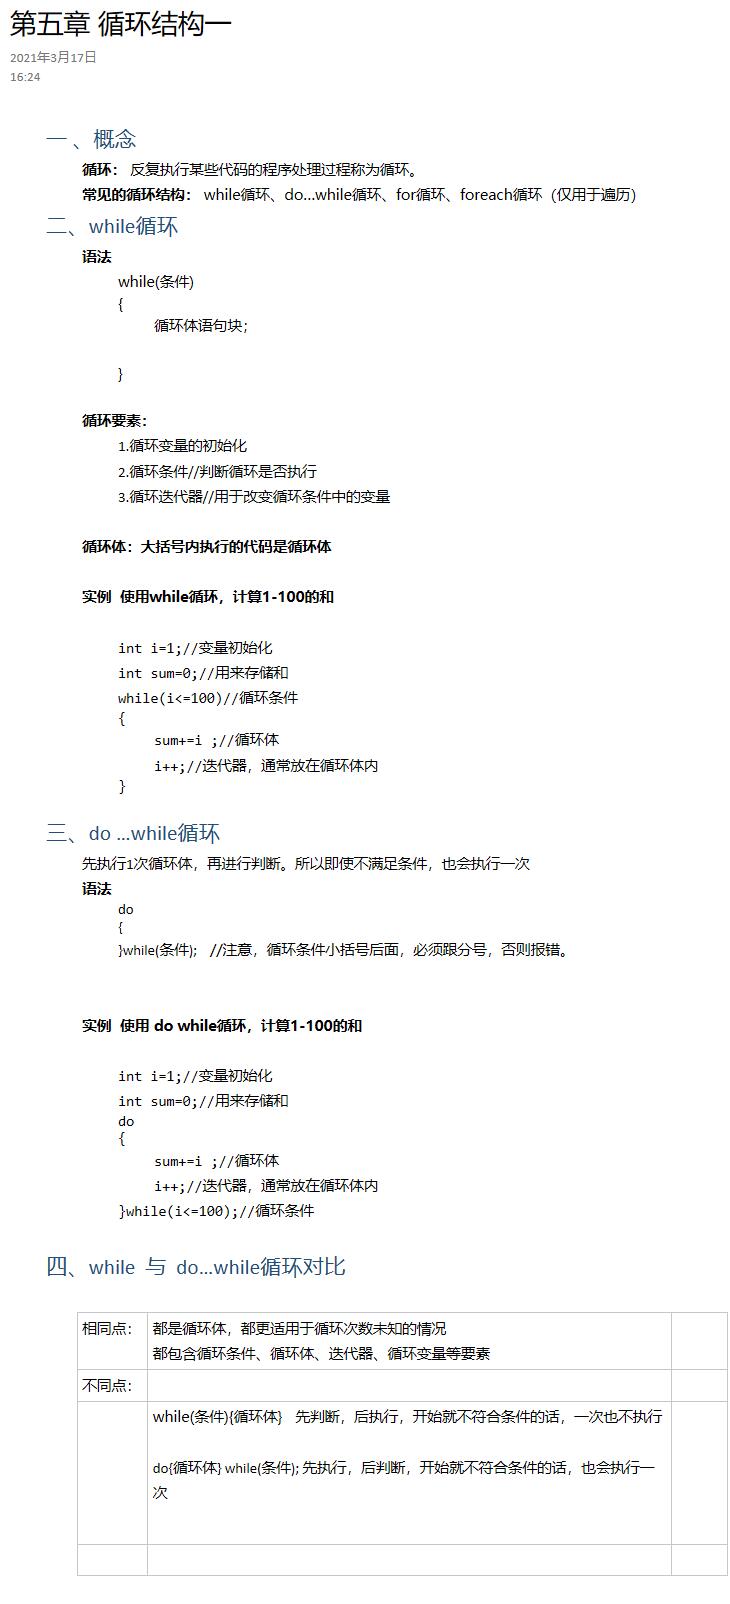 第五章 循环结构一
2021年3月17日
16:24
一 、概念
循环： 反复执行某些代码的程序处理过程称为循环。
常见的循环结构： while循环、do...while循环、for循环、foreach循环（仅用于遍历）
二、while循环
语法
while(条件)
{
循环体语句块；
}
循环要素：
1.循环变量的初始化
2.循环条件//判断循环是否执行
3.循环迭代器//用于改变循环条件中的变量
循环体：大括号内执行的代码是循环体
实例 使用while循环，计算1-100的和
int i=1;//变量初始化
int sum=0;//用来存储和
while(i<=100)//循环条件
{
sum+=i ;//循环体
i++;//迭代器，通常放在循环体内
}
三、do ...while循环
先执行1次循环体，再进行判断。所以即使不满足条件，也会执行一次
语法
do
{
}while(条件); //注意，循环条件小括号后面，必须跟分号，否则报错。
实例 使用 do while循环，计算1-100的和
int i=1;//变量初始化
int sum=0;//用来存储和
do
{
sum+=i ;//循环体
i++;//迭代器，通常放在循环体内
}while(i<=100);//循环条件
四、while 与 do...while循环对比
相同点： 都是循环体，都更适用于循环次数未知的情况
都包含循环条件、循环体、迭代器、循环变量等要素
不同点：
while(条件){循环体} 先判断，后执行，开始就不符合条件的话，一次也不执行
do{循环体} while(条件); 先执行，后判断，开始就不符合条件的话，也会执行一
次